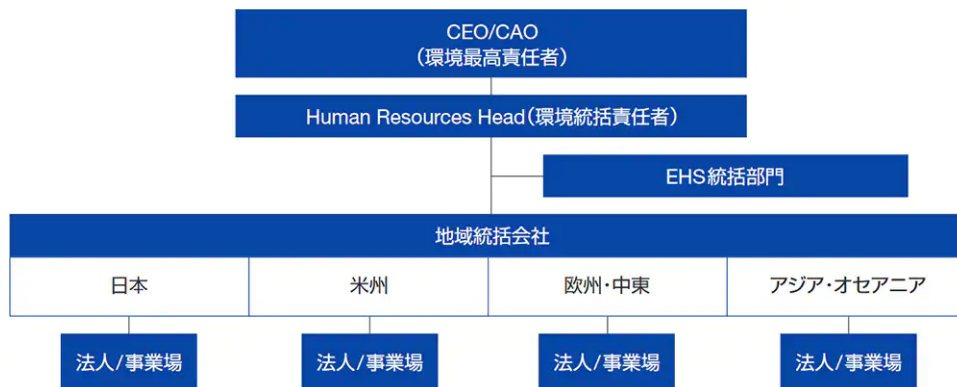 CEO/CAO
（環境最高責任者）
Human Resources Head（環境統括責任者）
EHS統括部門
地域統括会社
日本
米州
欧州・中東
アジア・オセアニア
法人/事業場
法人/事業場
法人/事業場
法人/事業場